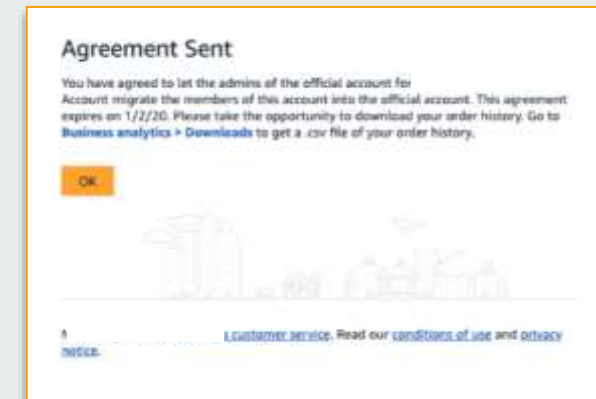 Agreement Sent
You have agreed to let the admins of the official account for
Account migrate the members of this account into the official account. This agreement
expires on 1/2/20. Please take the opportunity to download your order history. Go to
Business analytics > Downloads to get a .csv file of your order history.
OK
customer service. Read our conditions of use and privacy
notice.